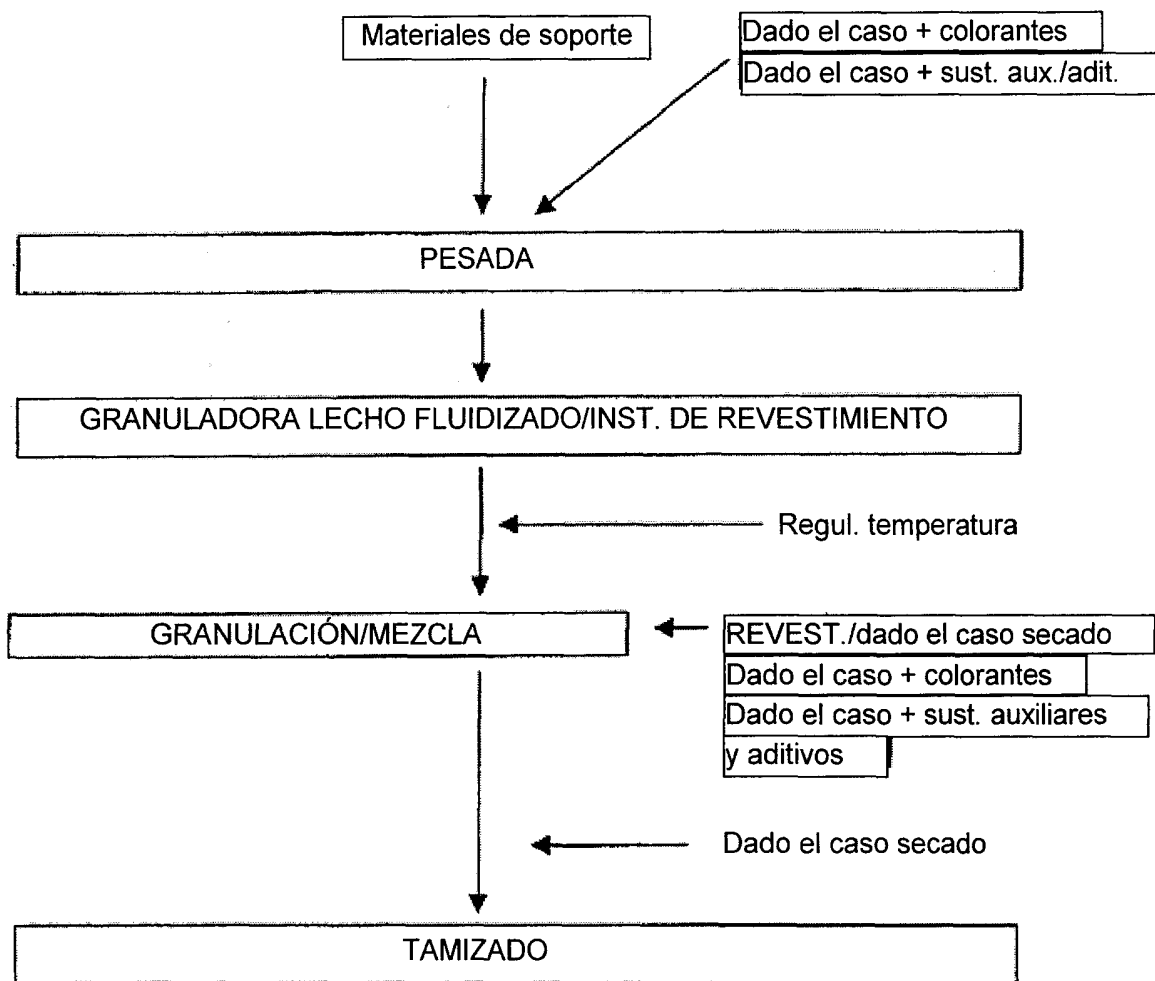 Materiales de soporte
Dado el caso + colorantes
Dado el caso + sust. aux./adit.
PESADA
GRANULADORA LECHO FLUIDIZADO/INST. DE REVESTIMIENTO
Regul. temperatura
GRANULACIÓN/MEZCLA
REVEST./dado el caso secado
Dado el caso + colorantes
Dado el caso + sust. auxiliares
y aditivos
Dado el caso secado
TAMIZADO